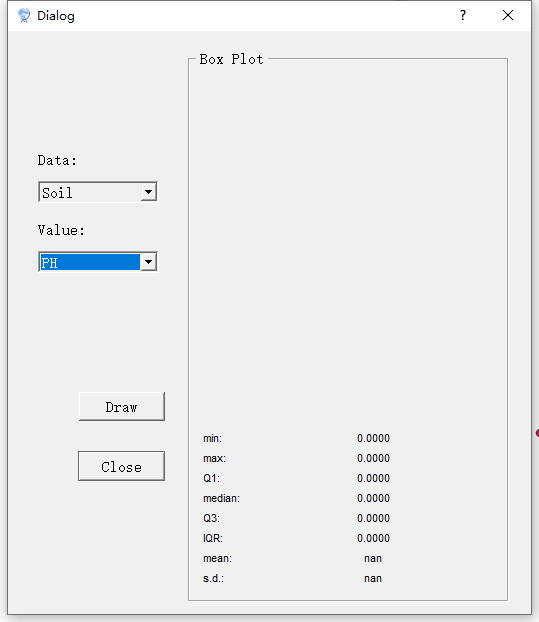 Dialog
?
Box Plot
Data:
Soil
Value:
PH
Draw
Close
min: 0.0000
max: 0.0000
Q1: 0.0000
median: 0.0000
Q3: 0.0000
IQR: 0.0000
mean: nan
s.d.: nan